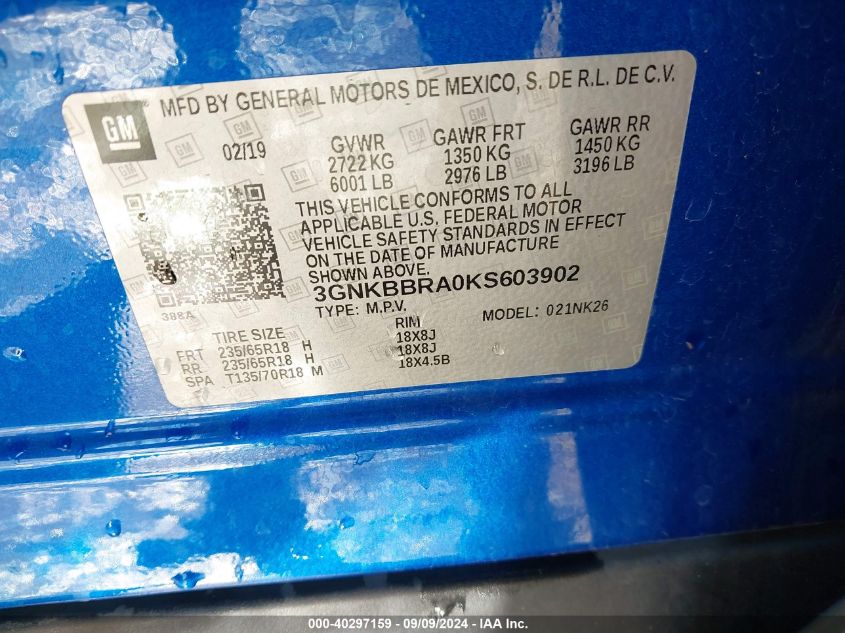 MFD BY GENERAL MOTORS DE MEXICO, S. DE R.L. DE C.V.
GM
02/19 GVWR GAWR FRT GAWR RR
2722 KG 1350 KG 1450 KG
6001 LB 2976 LB 3196 LB
THIS VEHICLE CONFORMS TO ALL
APPLICABLE U.S. FEDERAL MOTOR
VEHICLE SAFETY STANDARDS IN EFFECT
ON THE DATE OF MANUFACTURE
SHOWN ABOVE.
3GNKBBRA0KS603902
388A
TYPE: M.P.V. MODEL: 021NK26
TIRE SIZE RIM
FRT 235/65R18 H 18X8J
RR 235/65R18 H 18X8J
SPA T135/70R18 M 18X4.5B
000-40297159 - 09/09/2024 - IAAI.com